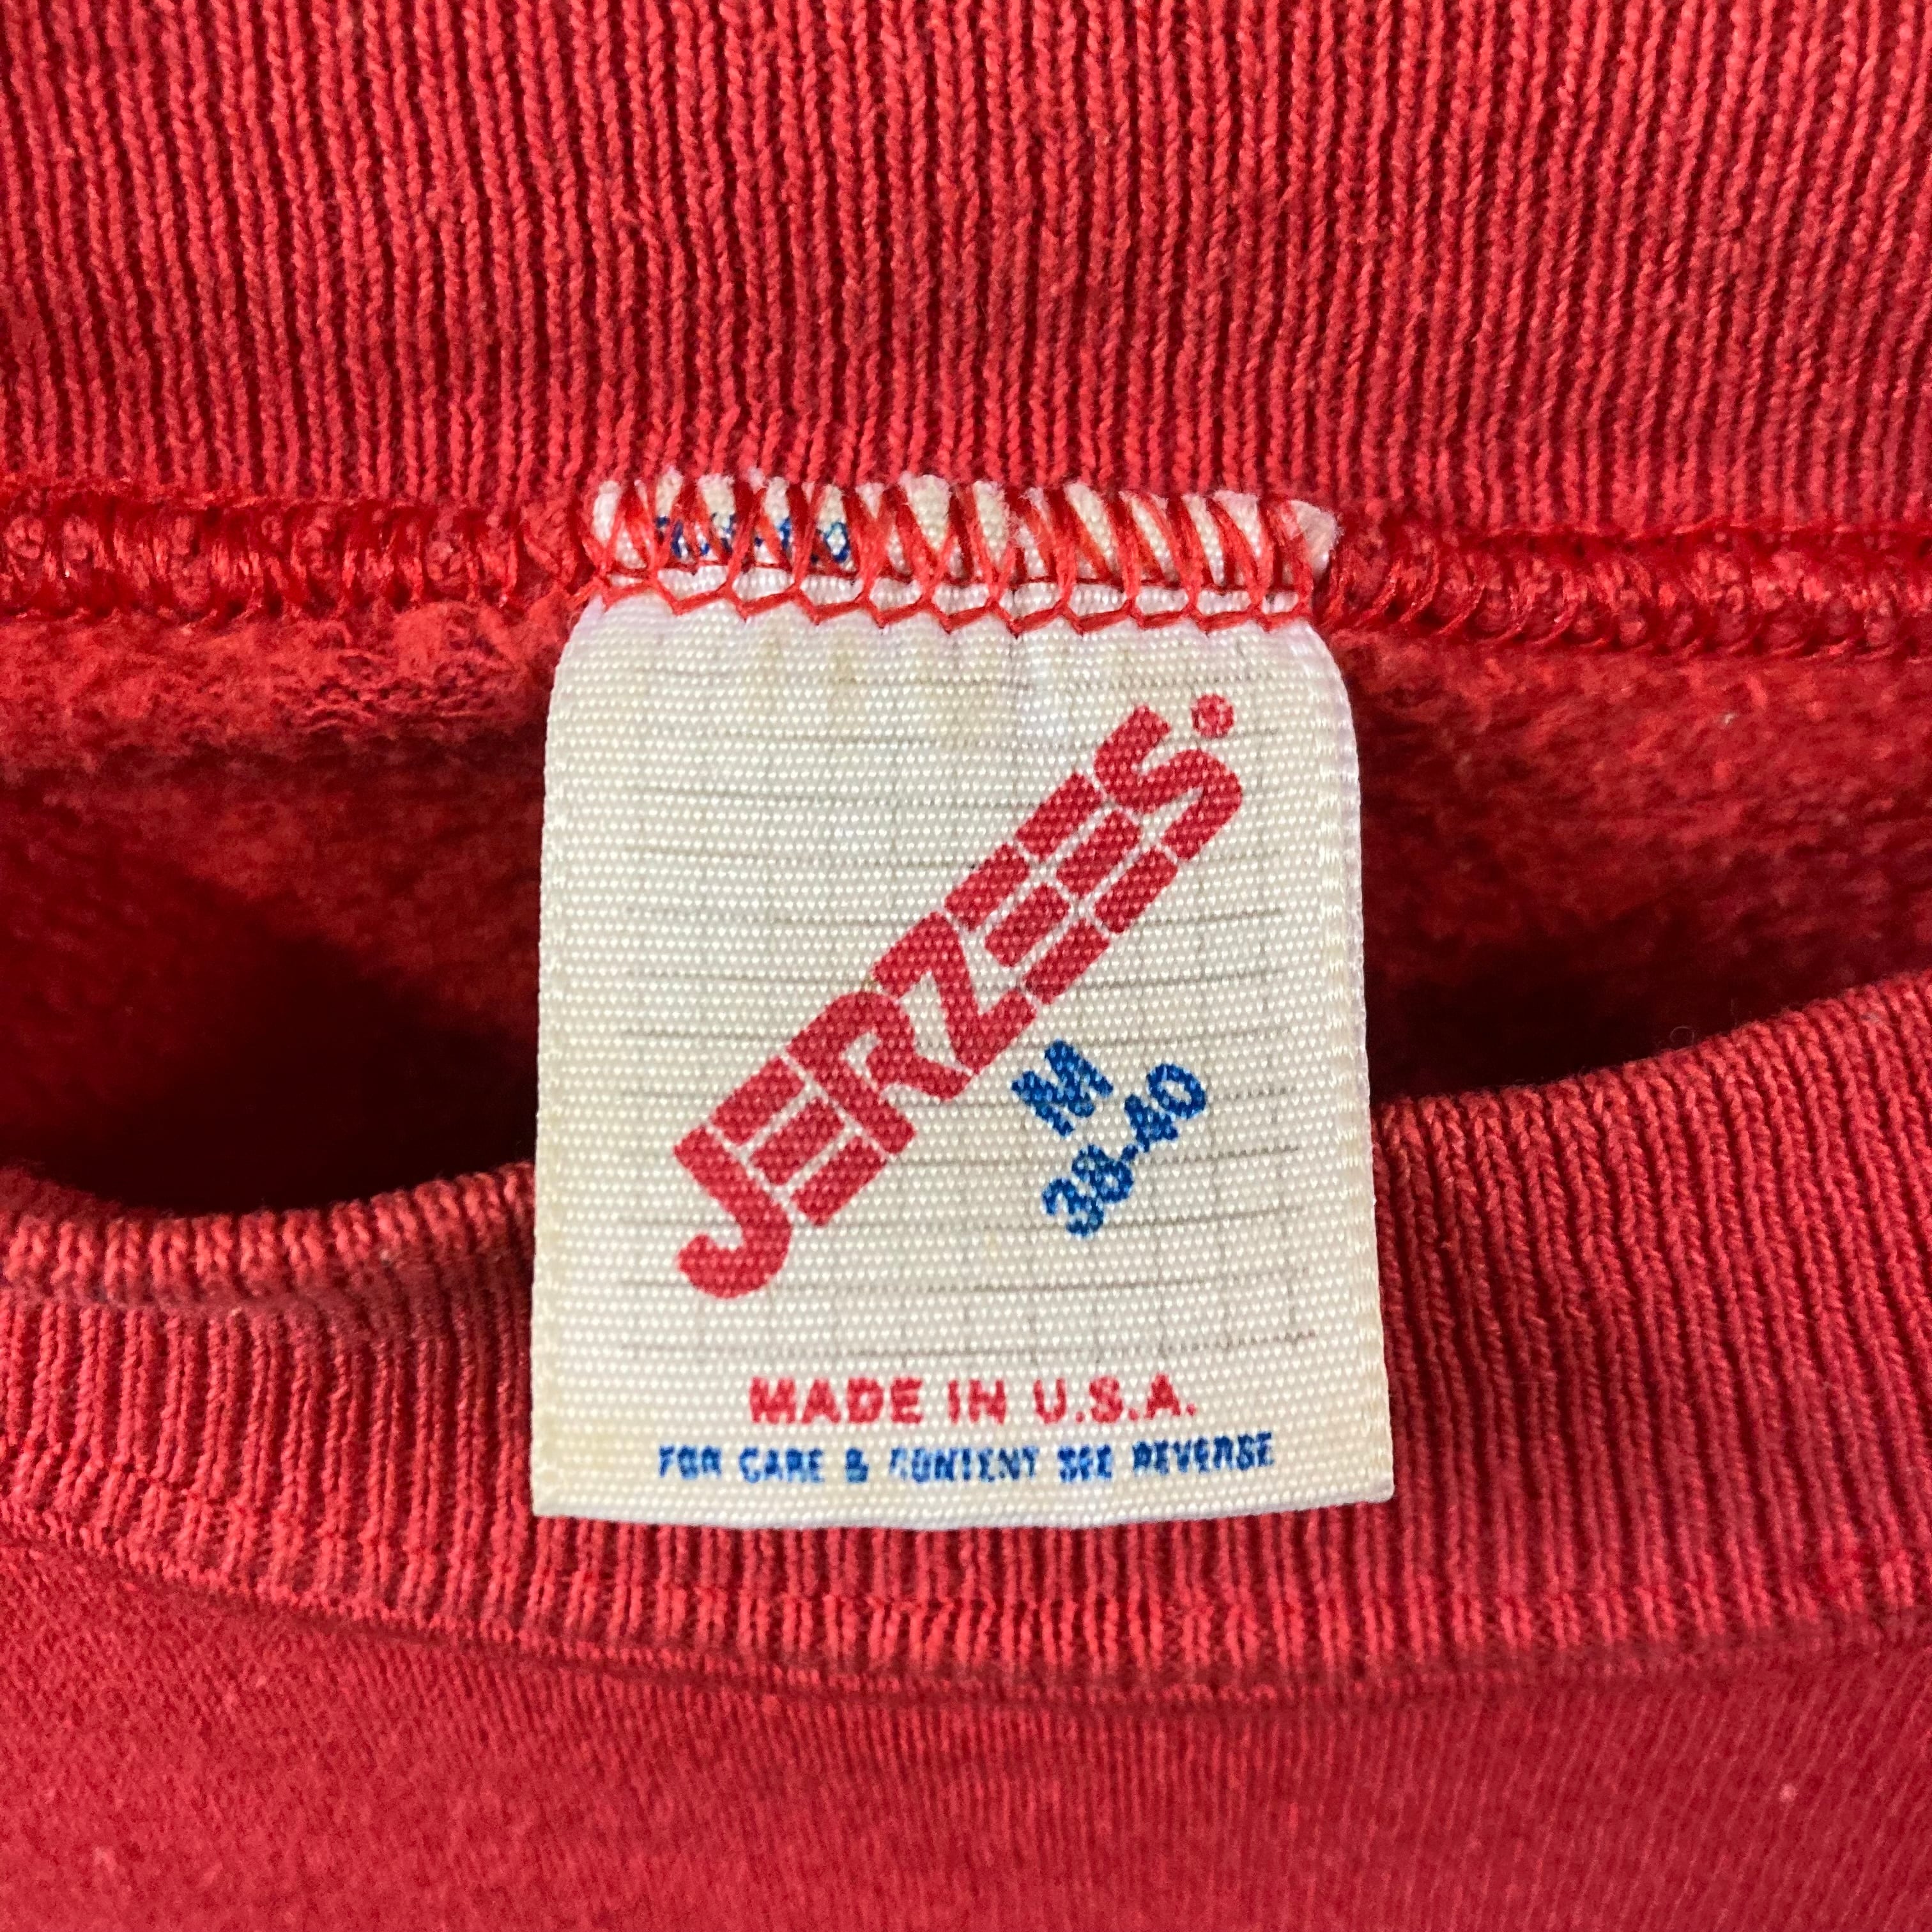 JERZEES.
M
38-40
MADE IN U.S.A.
FOR CARE & CONTENT SEE REVERSE